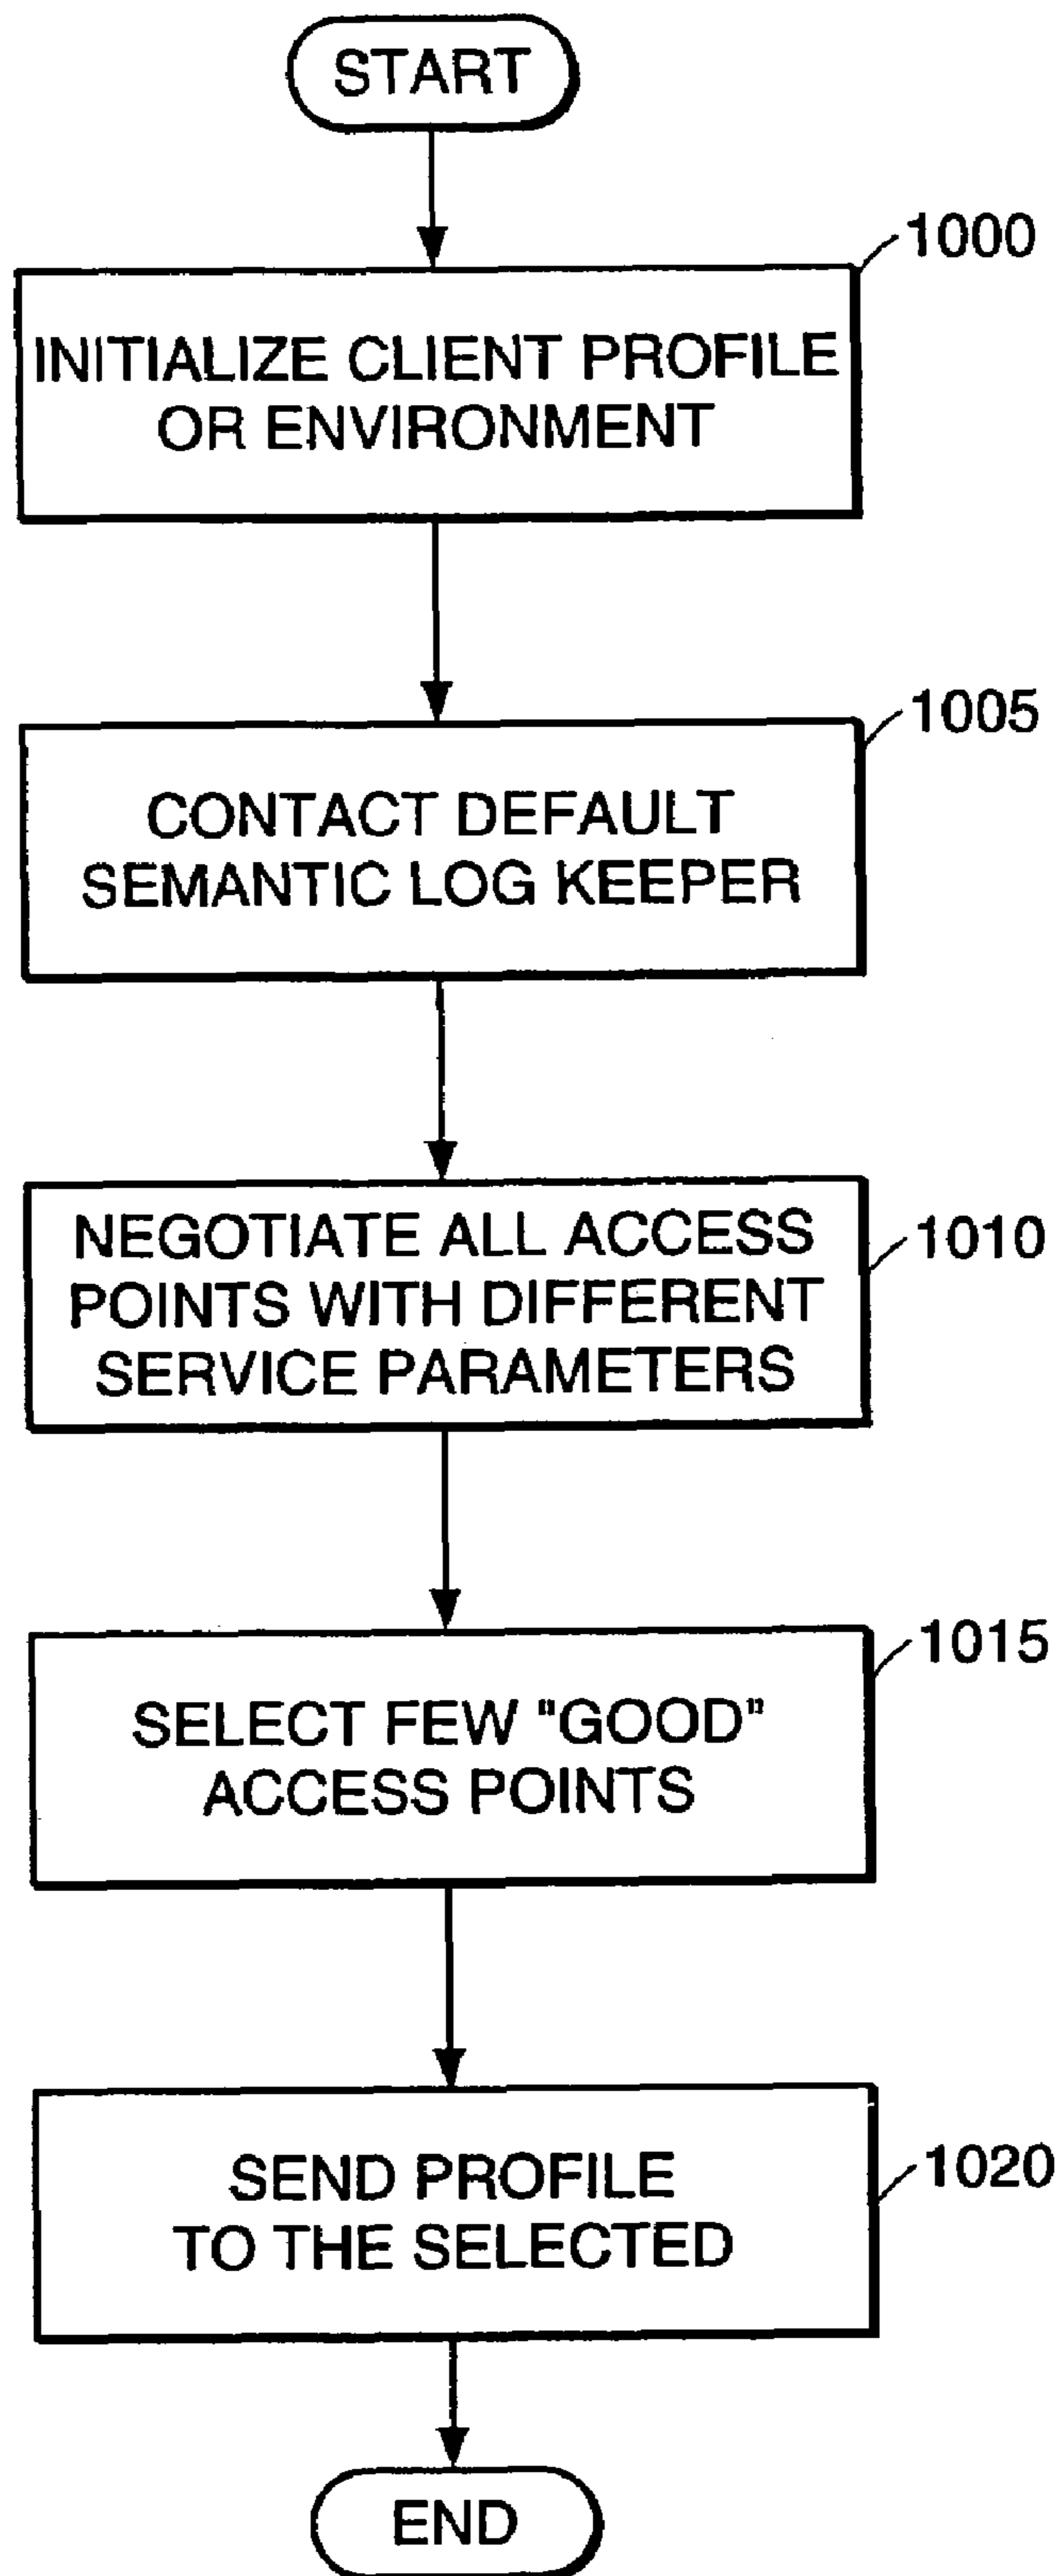 START
1000
INITIALIZE CLIENT PROFILE
OR ENVIRONMENT
1005
CONTACT DEFAULT
SEMANTIC LOG KEEPER
1010
NEGOTIATE ALL ACCESS
POINTS WITH DIFFERENT
SERVICE PARAMETERS
1015
SELECT FEW "GOOD"
ACCESS POINTS
1020
SEND PROFILE
TO THE SELECTED
END